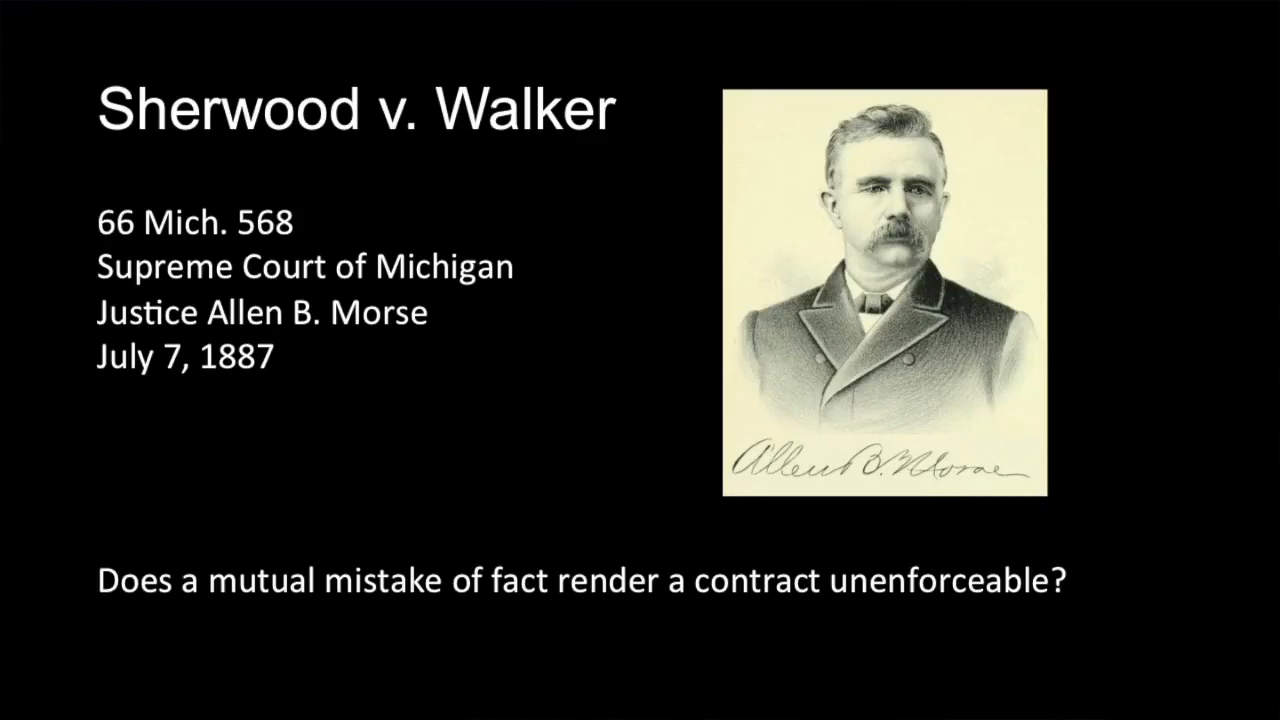 Sherwood v. Walker
66 Mich. 568
Supreme Court of Michigan
Justice Allen B. Morse
July 7, 1887
Allen B. Morse
Does a mutual mistake of fact render a contract unenforceable?